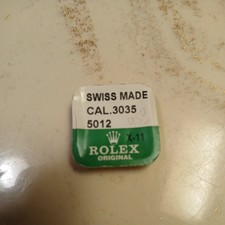 SWISS MADE
CAL.3035
5012
X-11
ROLEX
ORIGINAL